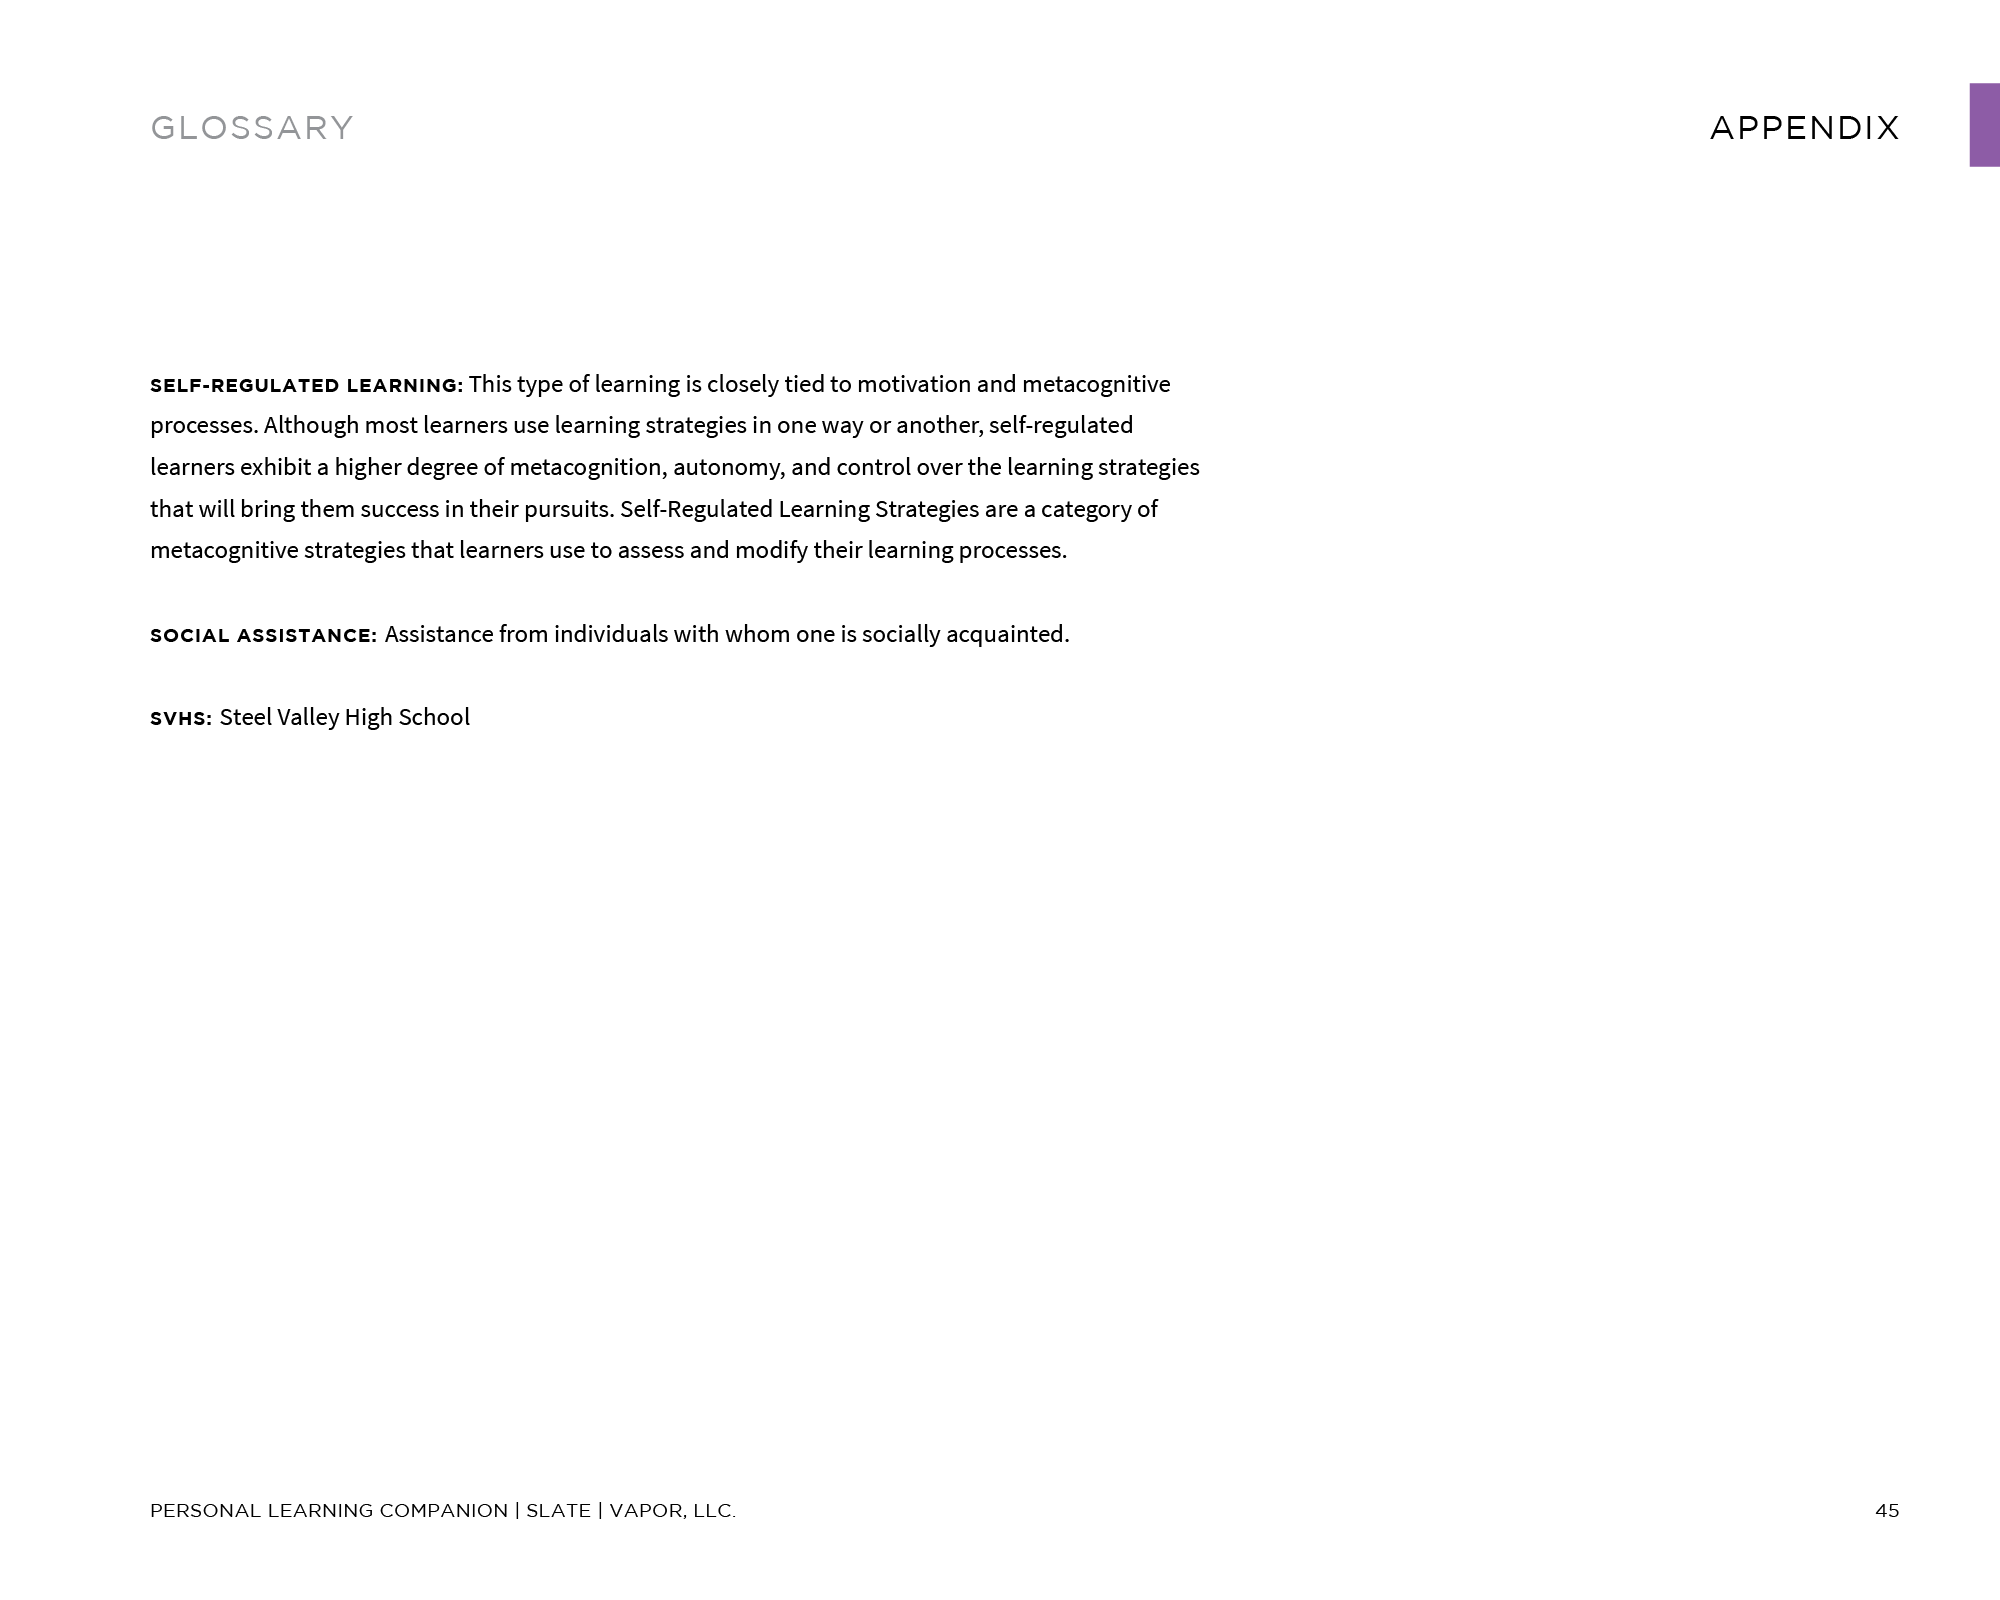 GLOSSARY
APPENDIX
SELF-REGULATED LEARNING: This type of learning is closely tied to motivation and metacognitive
processes. Although most learners use learning strategies in one way or another, self-regulated
learners exhibit a higher degree of metacognition, autonomy, and control over the learning strategies
that will bring them success in their pursuits. Self-Regulated Learning Strategies are a category of
metacognitive strategies that learners use to assess and modify their learning processes.
SOCIAL ASSISTANCE: Assistance from individuals with whom one is socially acquainted.
SVHS: Steel Valley High School
PERSONAL LEARNING COMPANION | SLATE | VAPOR, LLC.
45